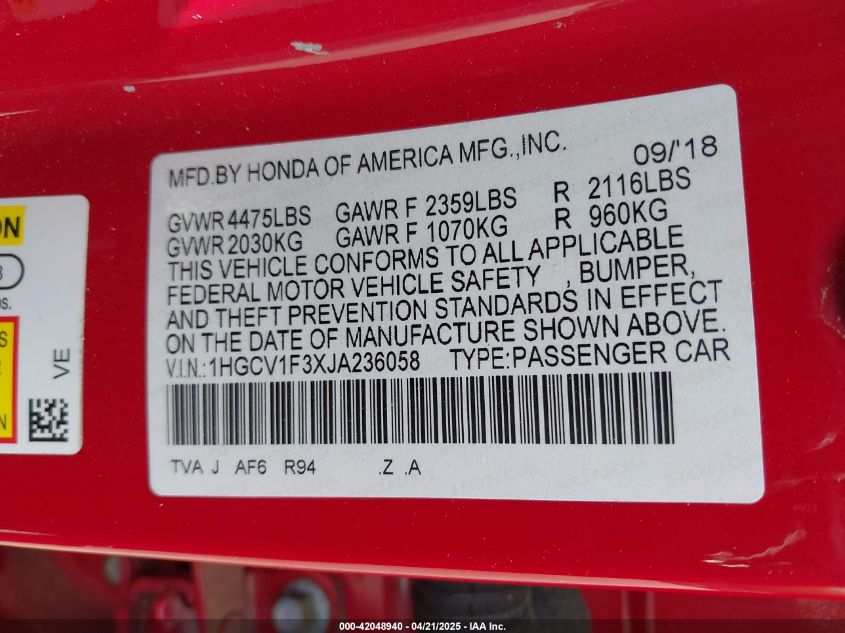 MFD.BY HONDA OF AMERICA MFG.,INC. 09/'18
GVWR 4475LBS GAWR F 2359LBS R 2116LBS
GVWR 2030KG GAWR F 1070KG R 960KG
THIS VEHICLE CONFORMS TO ALL APPLICABLE
FEDERAL MOTOR VEHICLE SAFETY , BUMPER,
AND THEFT PREVENTION STANDARDS IN EFFECT
ON THE DATE OF MANUFACTURE SHOWN ABOVE.
V.I.N.:1HGCV1F3XJA236058 TYPE:PASSENGER CAR
TVA J AF6 R94 .Z .A
VE
000-42048940 - 04/21/2025 - IAA Inc.